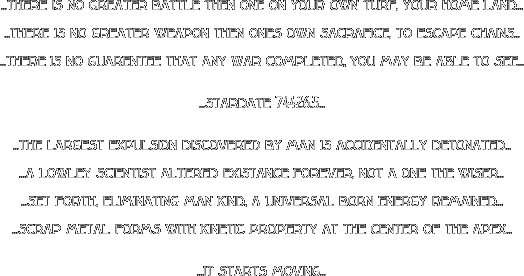 ...THERE IS NO GREATER BATTLE THEN ONE ON YOUR OWN TURF, YOUR HOME LAND...
...THERE IS NO GREATER WEAPON THEN ONES OWN SACRAFICE, TO ESCAPE CHAINS...
...THERE IS NO GUARENTEE THAT ANY WAR COMPLETED, YOU MAY BE ABLE TO SEE...
...STARDATE 74265...
...THE LARGEST EXPULSION DISCOVERED BY MAN IS ACCIDENTALLY DETONATED...
...A LOWLEY SCIENTIST ALTERED EXISTANCE FOREVER, NOT A ONE THE WISER...
...SET FORTH, ELIMINATING MAN KIND, A UNIVERSAL BORN ENERGY REMAINED...
...SCRAP METAL FORMS WITH KINETIC PROPERTY AT THE CENTER OF THE APEX...
...IT STARTS MOVING...